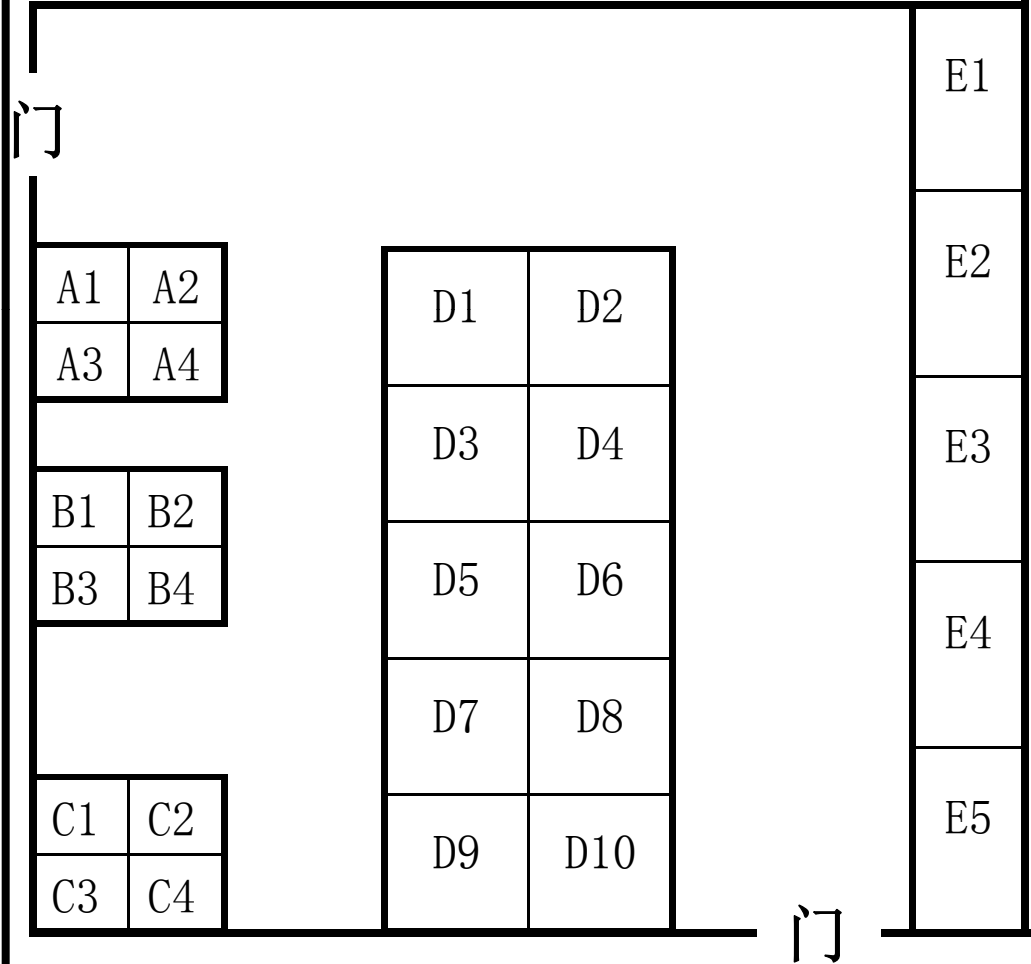 E1
门
E2
A1 A2
D1 D2
A3 A4
D3 D4
E3
B1 B2
D5 D6
B3 B4
E4
D7 D8
C1 C2
E5
D9 D10
C3 C4
门